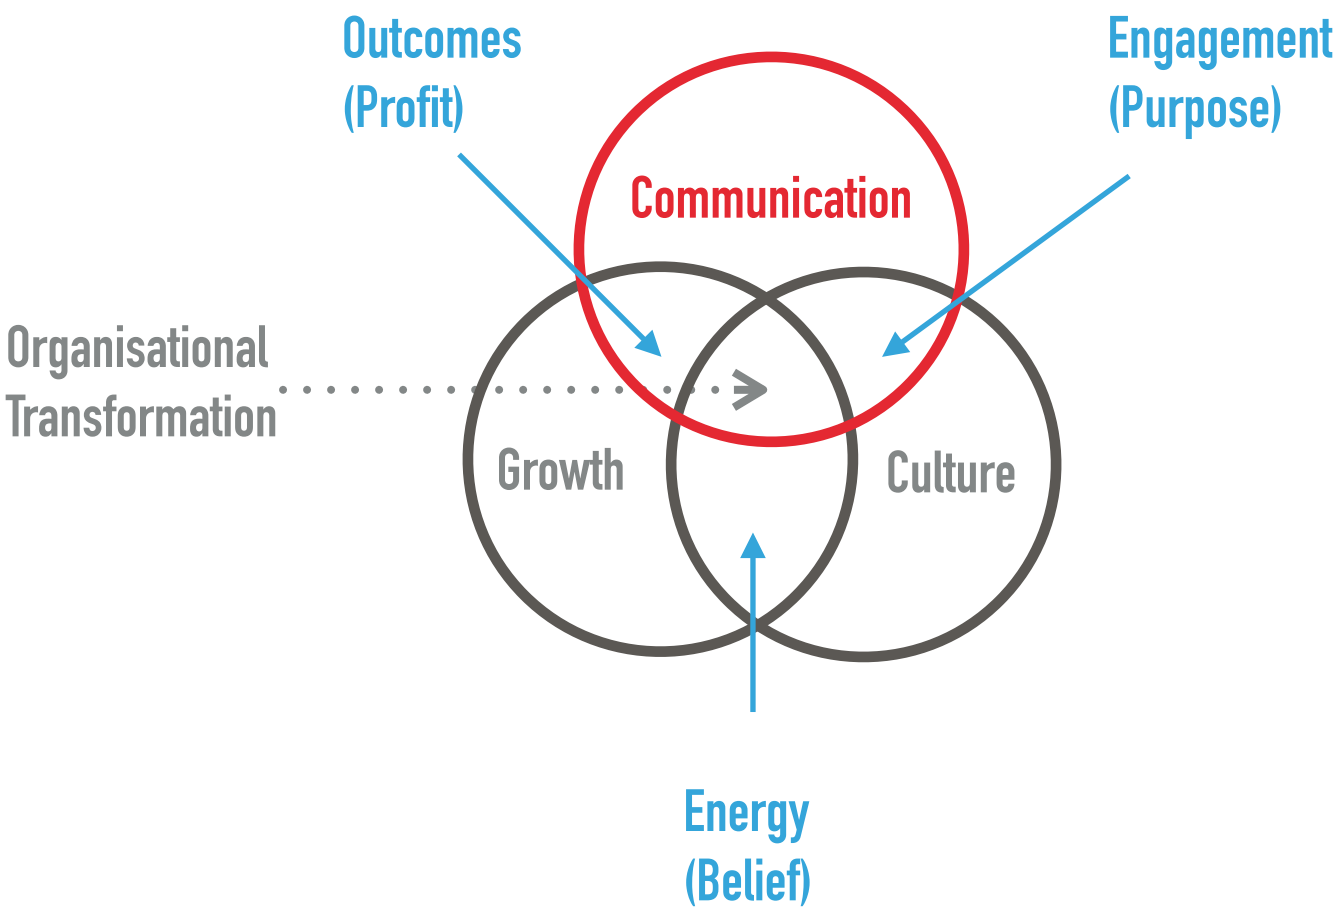 Outcomes
(Profit)
Engagement
(Purpose)
Communication
Organisational
Transformation
Growth
Culture
Energy
(Belief)